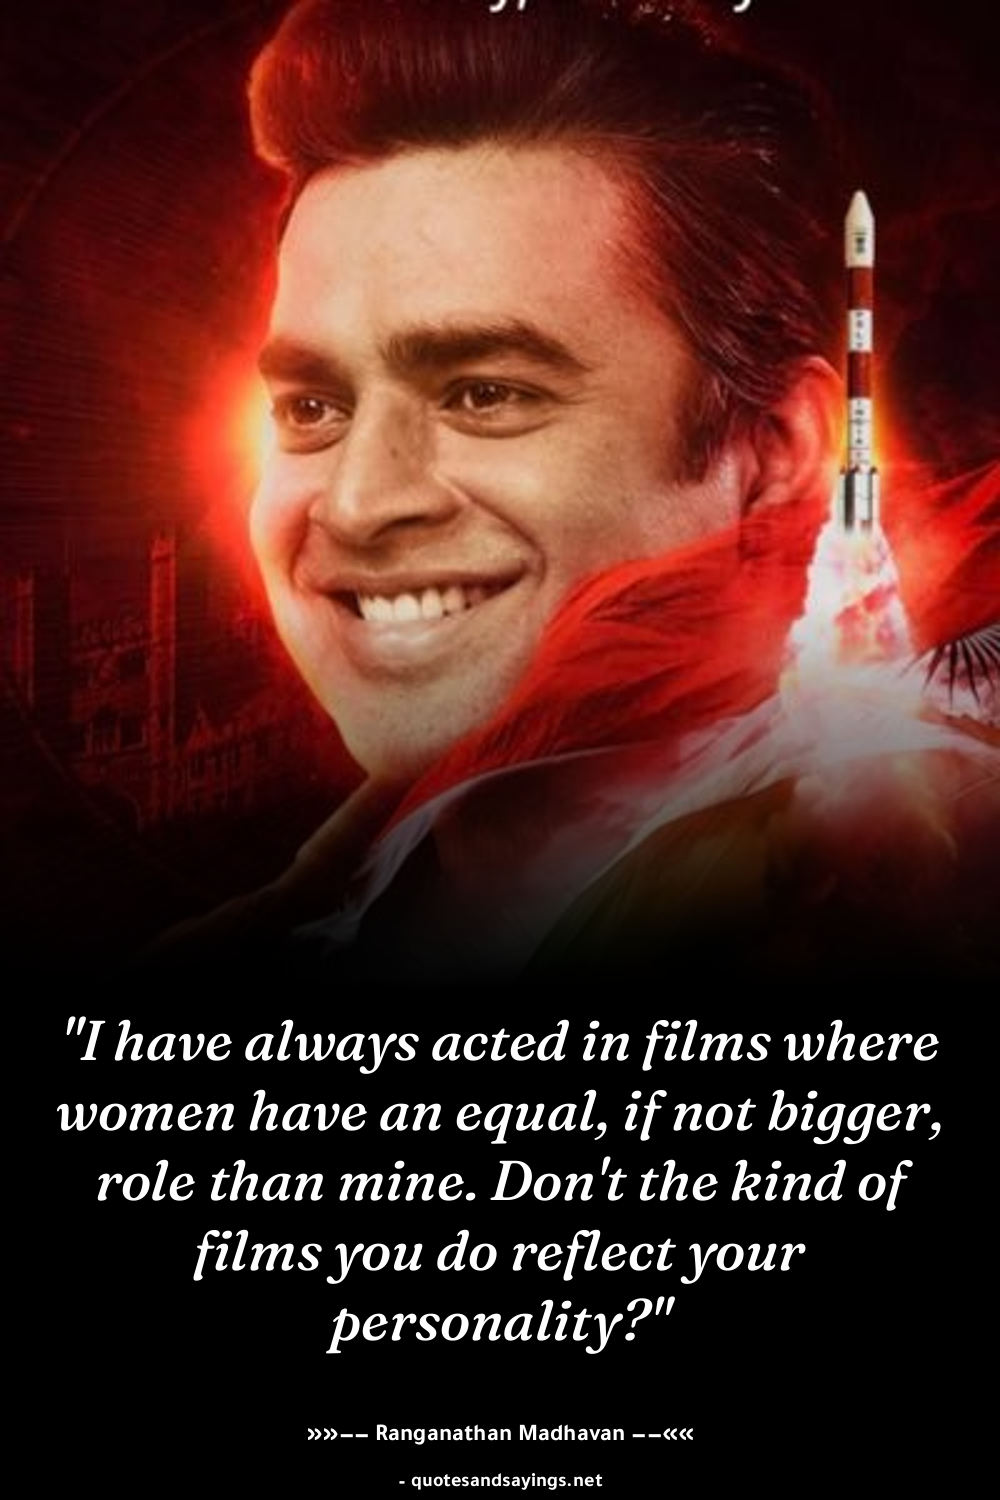 "I have always acted in films where
women have an equal, if not bigger,
role than mine. Don't the kind of
films you do reflect your
personality?"
»»–– Ranganathan Madhavan ––««
- quotesandsayings.net